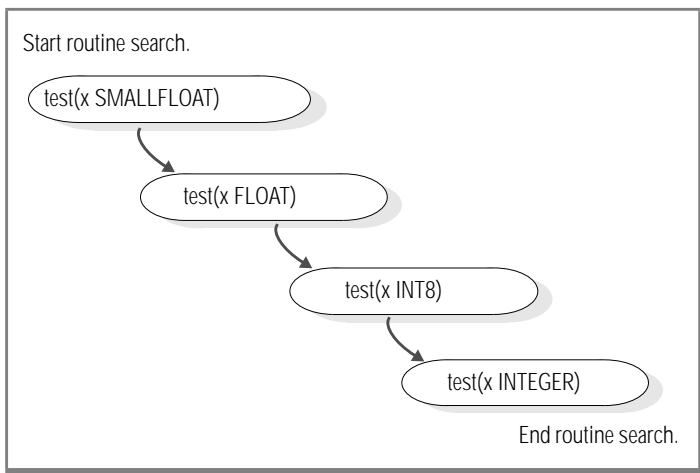 Start routine search.
test(x SMALLFLOAT)
test(x FLOAT)
test(x INT8)
test(x INTEGER)
End routine search.